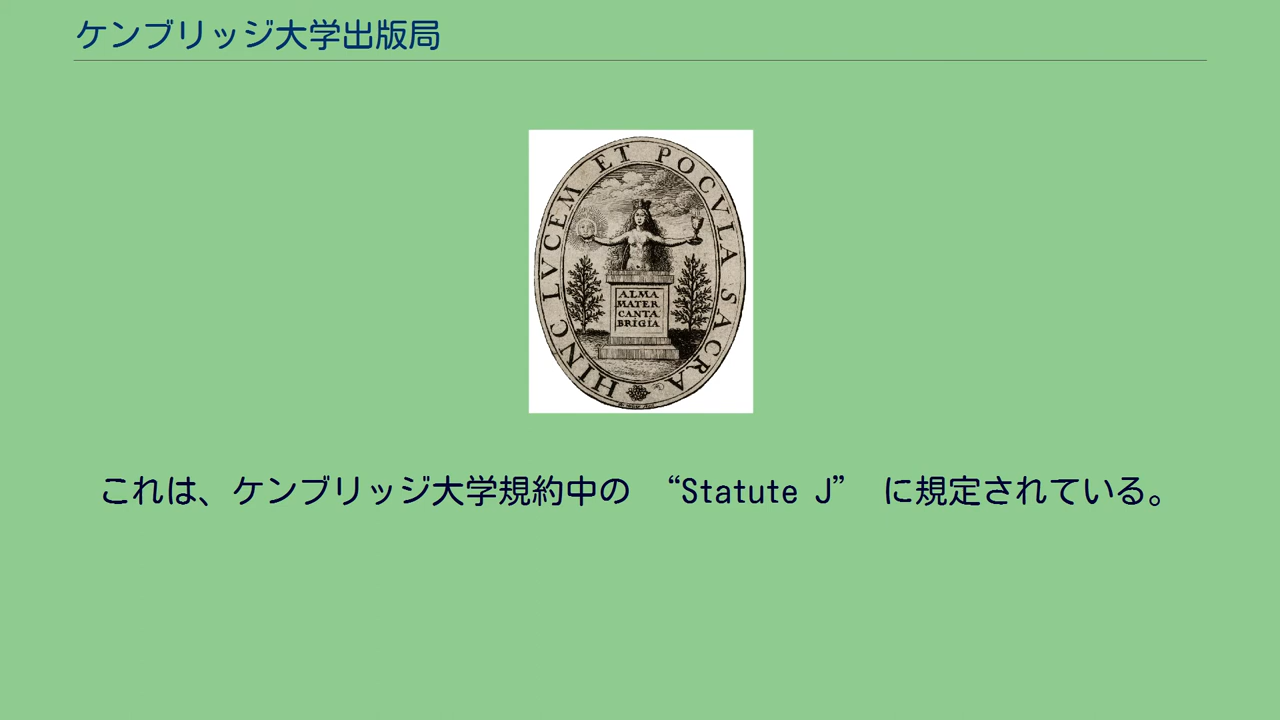 ケンブリッジ大学出版局
HINC LVCEM ET POCVLA SACRA
ALMA
MATER
CANTA
BRIGIA
これは、ケンブリッジ大学規約中の “Statute J” に規定されている。